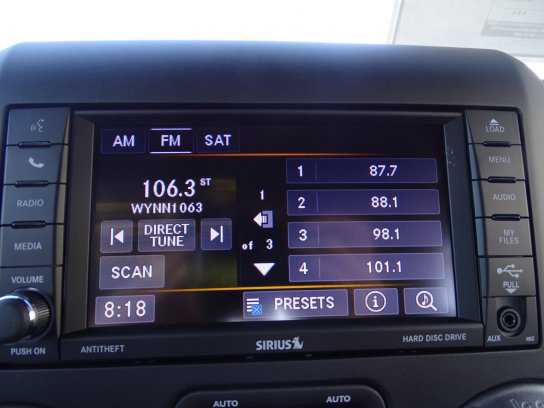 LOAD
AM FM SAT
PHONE
MENU
1 87.7
106.3 ST
WYNN1063
1
2 88.1
RADIO
AUDIO
DIRECT TUNE
3 98.1
MEDIA
of 3
MY FILES
SCAN
4 101.1
VOLUME
PULL
8:18
PRESETS
i
PUSH ON
ANTITHEFT
SIRIUS
HARD DISC DRIVE
AUX
AUTO
AUTO